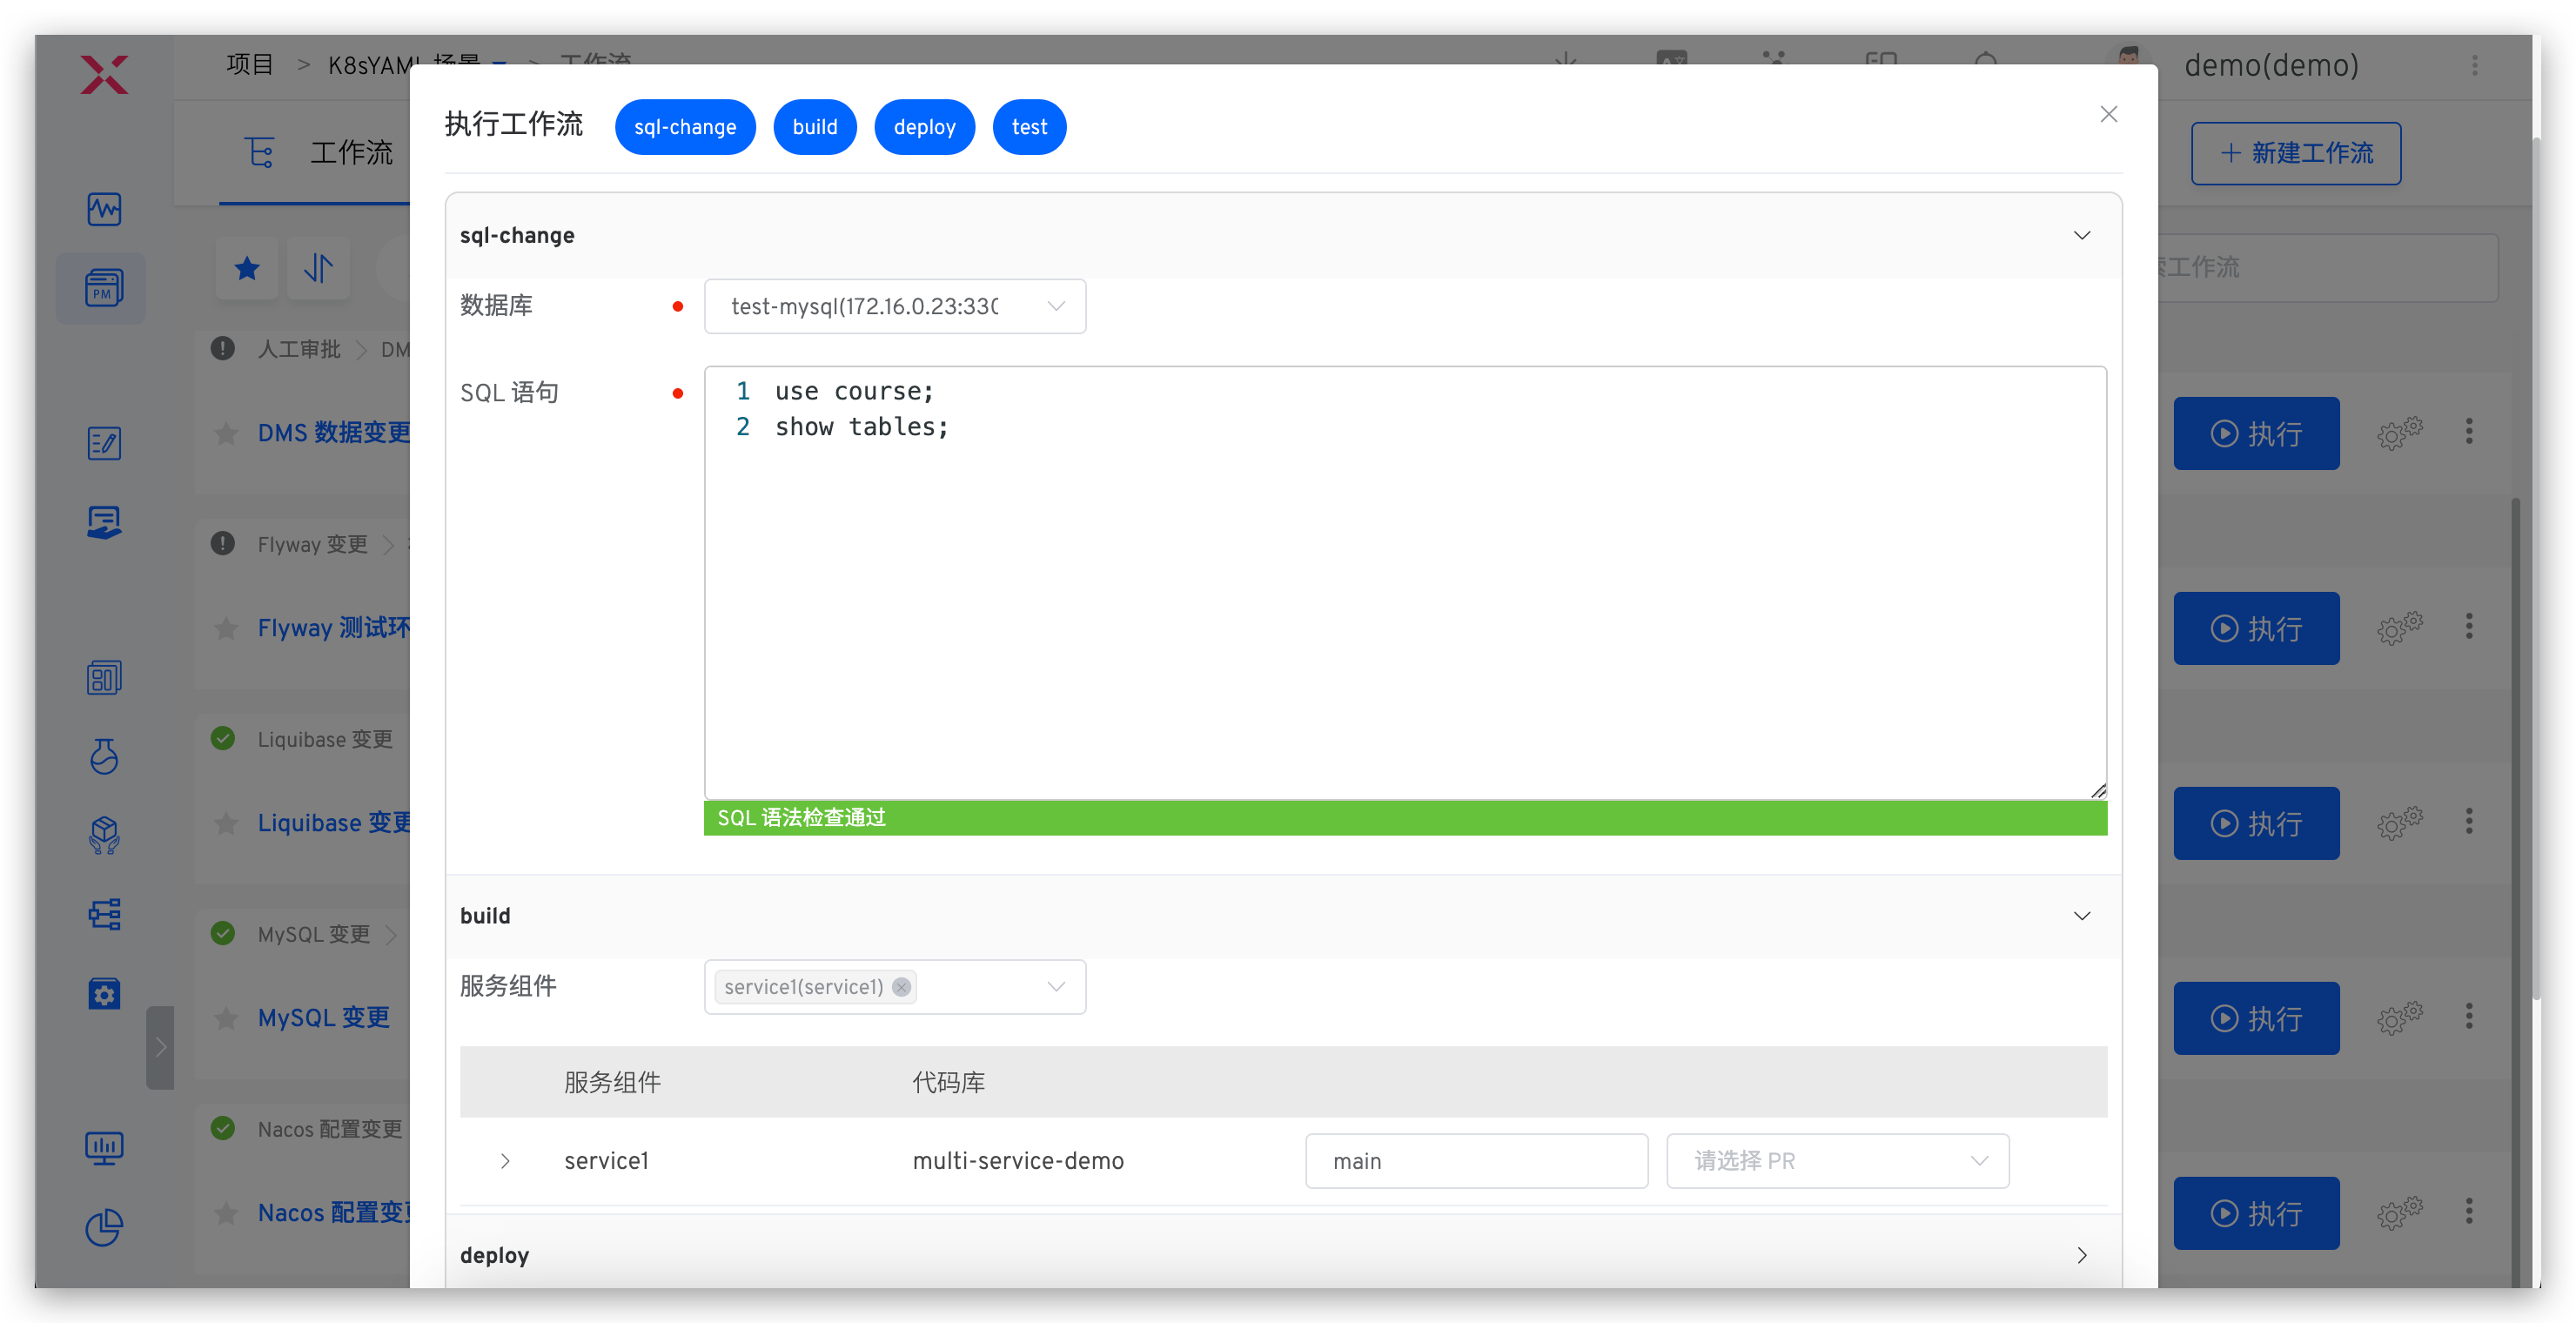 项目 > K8sYAML 场景 > 工作流
demo(demo)
工作流
新建工作流
索工作流
执行工作流 sql-change build deploy test
sql-change
数据库 test-mysql(172.16.0.23:330
SQL 语句
1 use course;
2 show tables;
SQL 语法检查通过
build
服务组件 service1(service1)
服务组件 代码库
service1 multi-service-demo main 请选择 PR
deploy
PM
人工审批 > DM
DMS 数据变更
执行
Flyway 变更 >
Flyway 测试环
执行
Liquibase 变更
Liquibase 变更
执行
MySQL 变更 >
MySQL 变更
执行
Nacos 配置变更
Nacos 配置变更
执行